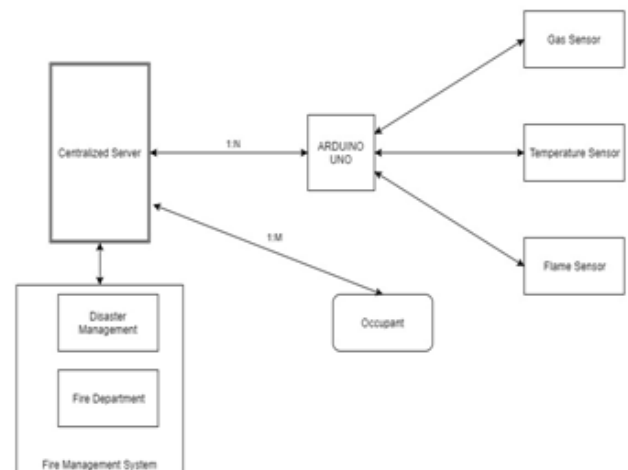 Gas Sensor
Centralized Server
1:N
ARDUINO
UNO
Temperature Sensor
1:M
Flame Sensor
Disaster
Management
Occupant
Fire Department
Fire Management System